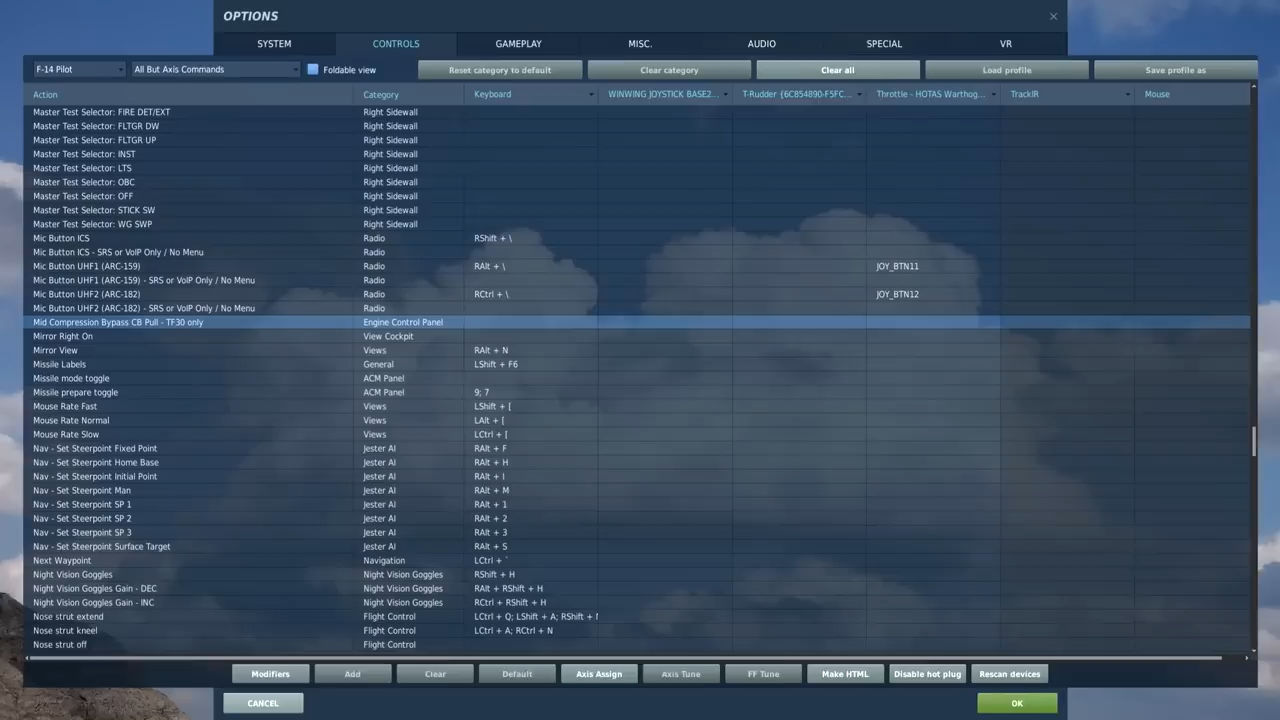 OPTIONS
SYSTEM CONTROLS GAMEPLAY MISC. AUDIO SPECIAL VR
F-14 Pilot All But Axis Commands Foldable view Reset category to default Clear category Clear all Load profile Save profile as
Action Category Keyboard WINWING JOYSTICK BASE2... T-Rudder {6C854890-F5FC... Throttle - HOTAS Warthog... TrackIR Mouse
Master Test Selector: FIRE DET/EXT Right Sidewall
Master Test Selector: FLTGR DW Right Sidewall
Master Test Selector: FLTGR UP Right Sidewall
Master Test Selector: INST Right Sidewall
Master Test Selector: LTS Right Sidewall
Master Test Selector: OBC Right Sidewall
Master Test Selector: OFF Right Sidewall
Master Test Selector: STICK SW Right Sidewall
Master Test Selector: WG SWP Right Sidewall
Mic Button ICS Radio RShift + \
Mic Button ICS - SRS or VoIP Only / No Menu Radio
Mic Button UHF1 (ARC-159) Radio RAlt + \ JOY_BTN11
Mic Button UHF1 (ARC-159) - SRS or VoIP Only / No Menu Radio
Mic Button UHF2 (ARC-182) Radio RCtrl + \ JOY_BTN12
Mic Button UHF2 (ARC-182) - SRS or VoIP Only / No Menu Radio
Mid Compression Bypass CB Pull - TF30 only Engine Control Panel
Mirror Right On View Cockpit
Mirror View Views RAlt + N
Missile Labels General LShift + F6
Missile mode toggle ACM Panel
Missile prepare toggle ACM Panel 9; 7
Mouse Rate Fast Views LShift + [
Mouse Rate Normal Views LAlt + [
Mouse Rate Slow Views LCtrl + [
Nav - Set Steerpoint Fixed Point Jester AI RAlt + F
Nav - Set Steerpoint Home Base Jester AI RAlt + H
Nav - Set Steerpoint Initial Point Jester AI RAlt + I
Nav - Set Steerpoint Man Jester AI RAlt + M
Nav - Set Steerpoint SP 1 Jester AI RAlt + 1
Nav - Set Steerpoint SP 2 Jester AI RAlt + 2
Nav - Set Steerpoint SP 3 Jester AI RAlt + 3
Nav - Set Steerpoint Surface Target Jester AI RAlt + S
Next Waypoint Navigation LCtrl + `
Night Vision Goggles Night Vision Goggles RShift + H
Night Vision Goggles Gain - DEC Night Vision Goggles RAlt + RShift + H
Night Vision Goggles Gain - INC Night Vision Goggles RCtrl + RShift + H
Nose strut extend Flight Control LCtrl + Q; LShift + A; RShift +
Nose strut kneel Flight Control LCtrl + A; RCtrl + N
Nose strut off Flight Control
Modifiers Add Clear Default Axis Assign Axis Tune FF Tune Make HTML Disable hot plug Rescan devices
CANCEL OK